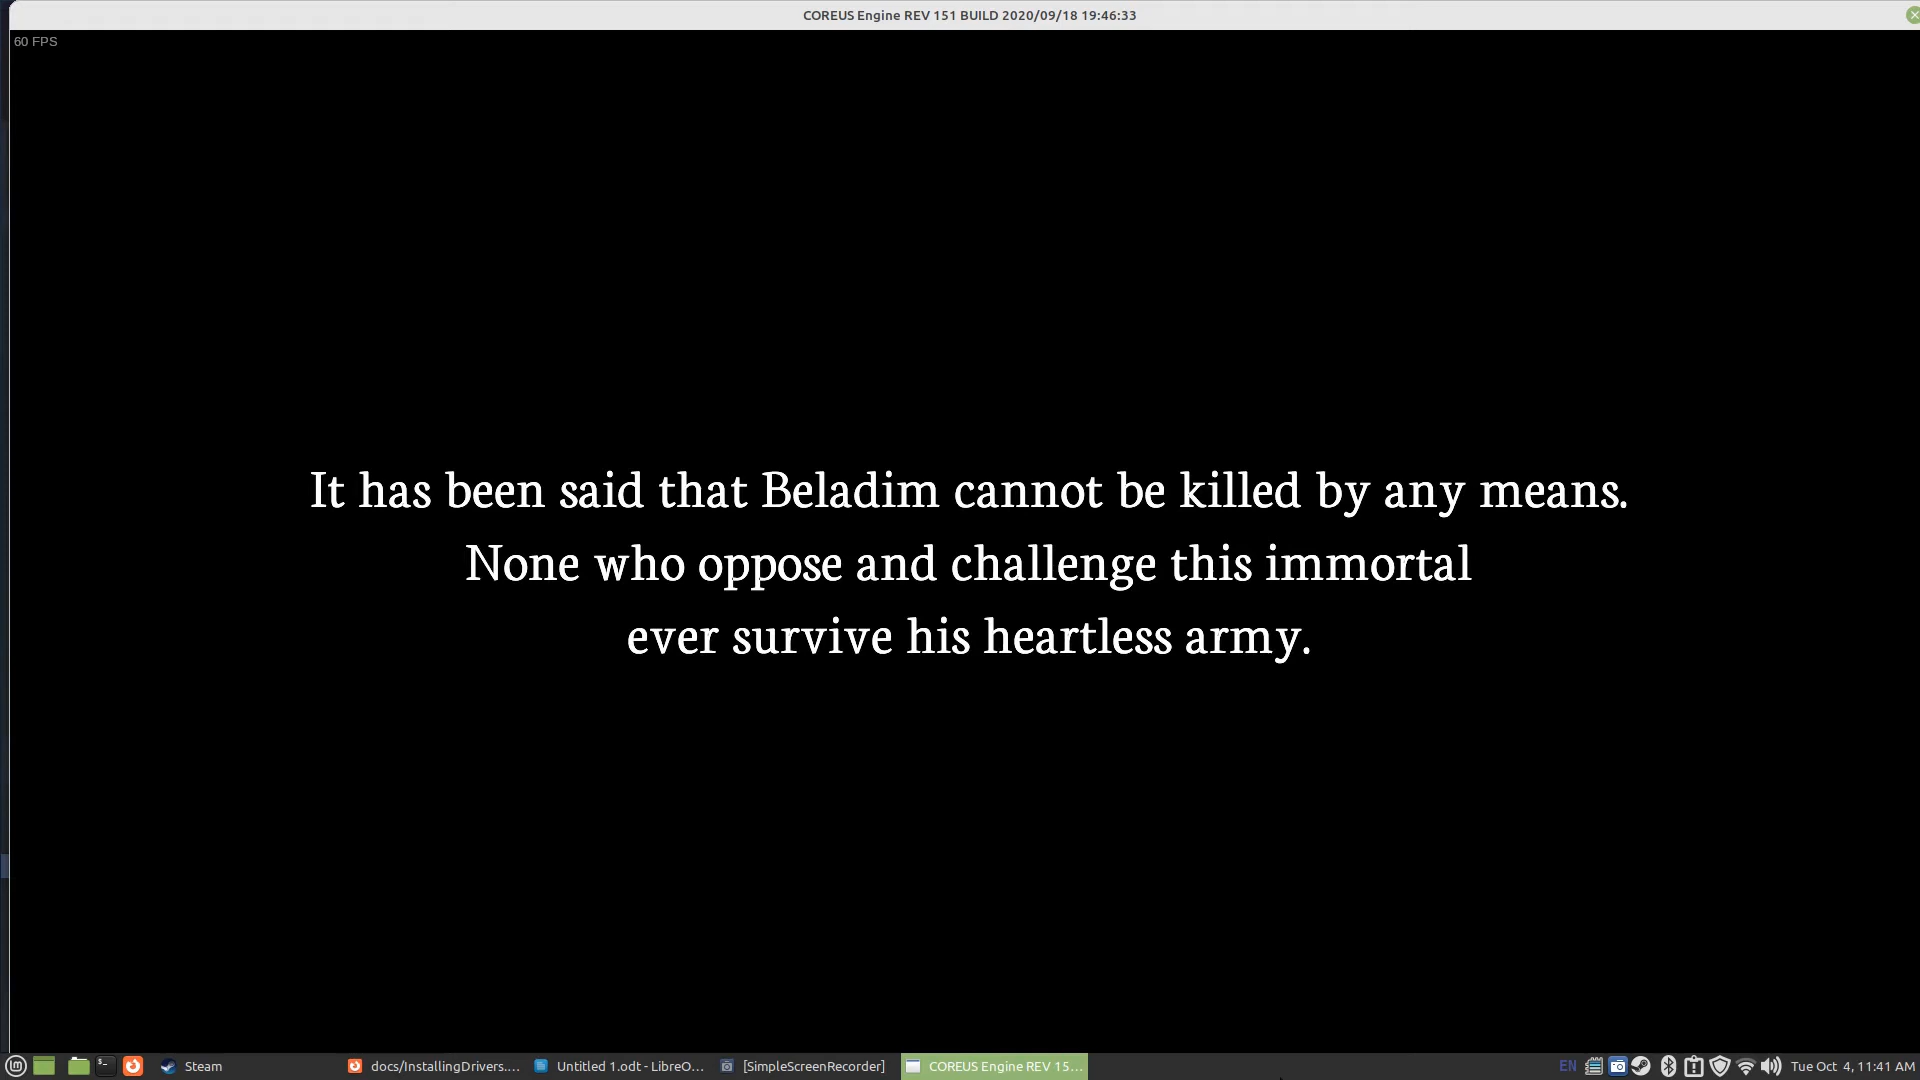 COREUS Engine REV 151 BUILD 2020/09/18 19:46:33
60 FPS
It has been said that Beladim cannot be killed by any means.
None who oppose and challenge this immortal
ever survive his heartless army.
Steam
docs/InstallingDrivers....
Untitled 1.odt - LibreO...
[SimpleScreenRecorder]
COREUS Engine REV 15...
EN
Tue Oct 4, 11:41 AM